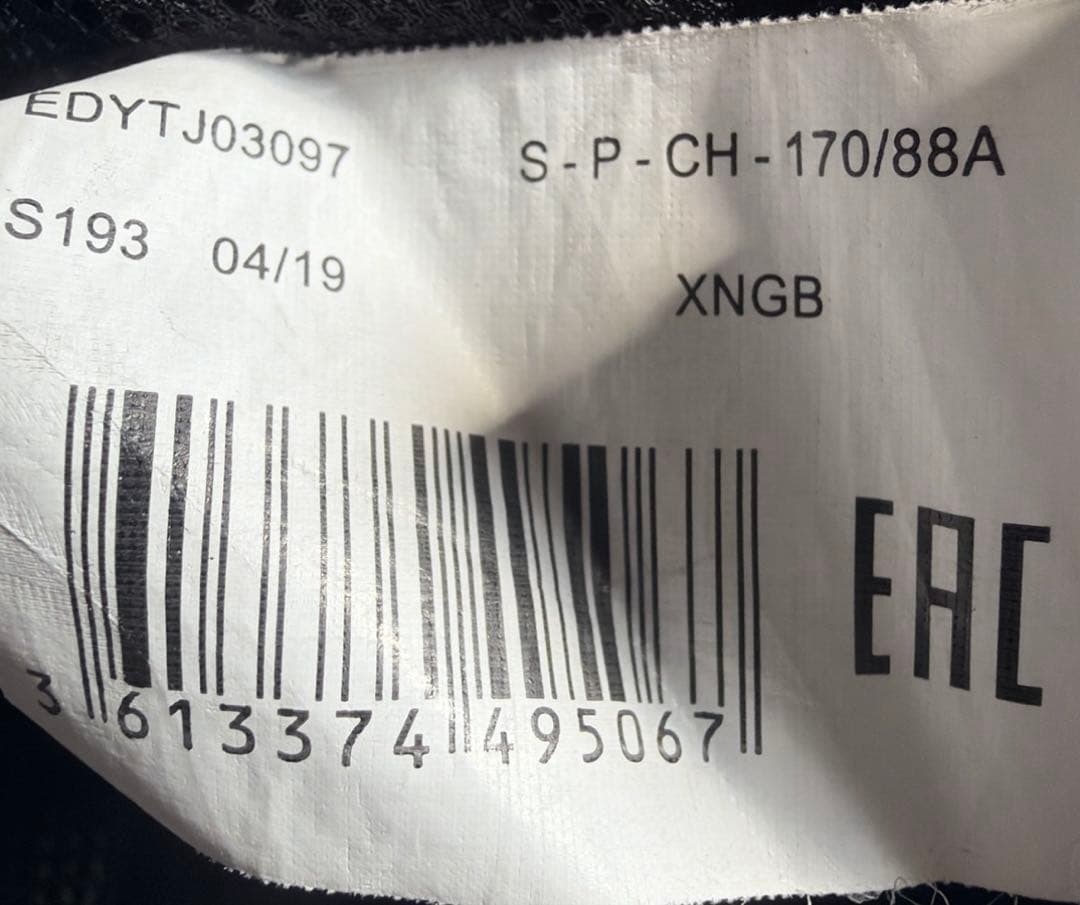 EDYTJ03097
S - P - CH - 170/88A
S193 04/19
XNGB
EAC
3 613374 495067